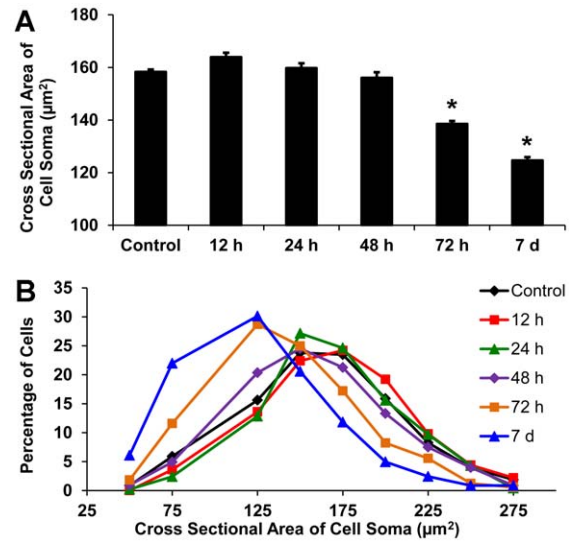 A
Cross Sectional Area of
Cell Soma (µm²)
180
160
140
120
100
*
*
Control 12 h 24 h 48 h 72 h 7 d
B
Percentage of Cells
35
30
25
20
15
10
5
0
25 75 125 175 225 275
Cross Sectional Area of Cell Soma (µm²)
Control
12 h
24 h
48 h
72 h
7 d